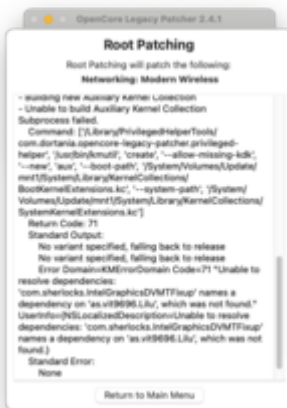 OpenCore Legacy Patcher 2.4.1
Root Patching
Root Patching will patch the following:
Networking: Modern Wireless
- Building new Auxiliary Kernel Collection
- Unable to build Auxiliary Kernel Collection
Subprocess failed.
Command: ['/Library/PrivilegedHelperTools/
com.dortania.opencore-legacy-patcher.privileged-
helper', '/usr/bin/kmutil', 'create', '--allow-missing-kdk',
'--new', 'aux', '--boot-path', '/System/Volumes/Update/
mnt1/System/Library/KernelCollections/
BootKernelExtensions.kc', '--system-path', '/System/
Volumes/Update/mnt1/System/Library/KernelCollections/
SystemKernelExtensions.kc']
Return Code: 71
Standard Output:
No variant specified, falling back to release
No variant specified, falling back to release
Error Domain=KMErrorDomain Code=71 "Unable to
resolve dependencies:
'com.sherlocks.IntelGraphicsDVMTFixup' names a
dependency on 'as.vit9696.Lilu', which was not found."
UserInfo={NSLocalizedDescription=Unable to resolve
dependencies: 'com.sherlocks.IntelGraphicsDVMTFixup'
names a dependency on 'as.vit9696.Lilu', which was not
found.}
Standard Error:
None
Return to Main Menu